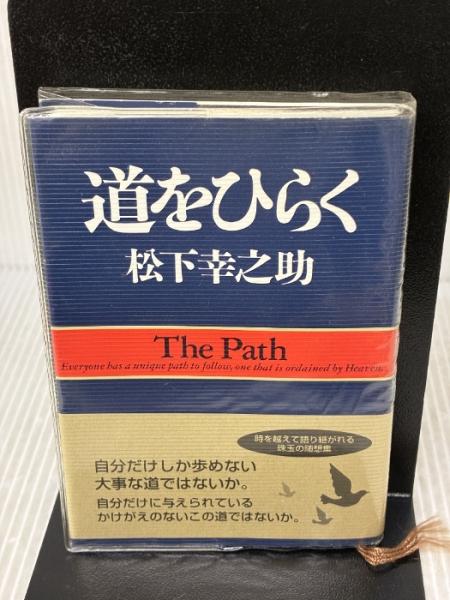 道をひらく
松下幸之助
The Path
Everyone has a unique path to follow, one that is ordained by Heaven.
時を越えて語り継がれる
珠玉の随想集
自分だけしか歩めない
大事な道ではないか。
自分だけに与えられている
かけがえのないこの道ではないか。